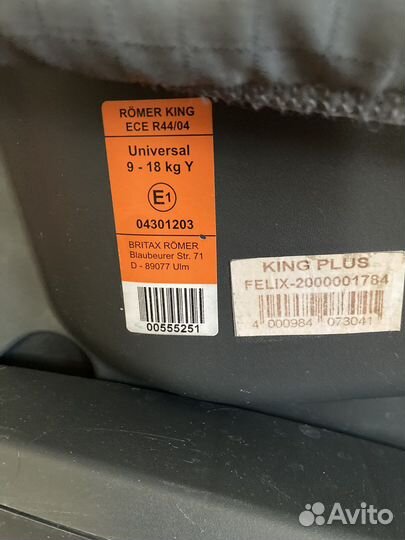 RÖMER KING
ECE R44/04
Universal
9 - 18 kg Y
E1
04301203
BRITAX RÖMER
Blaubeurer Str. 71
D - 89077 Ulm
00555251
KING PLUS
FELIX-2000001784
4 000984 073041
Avito